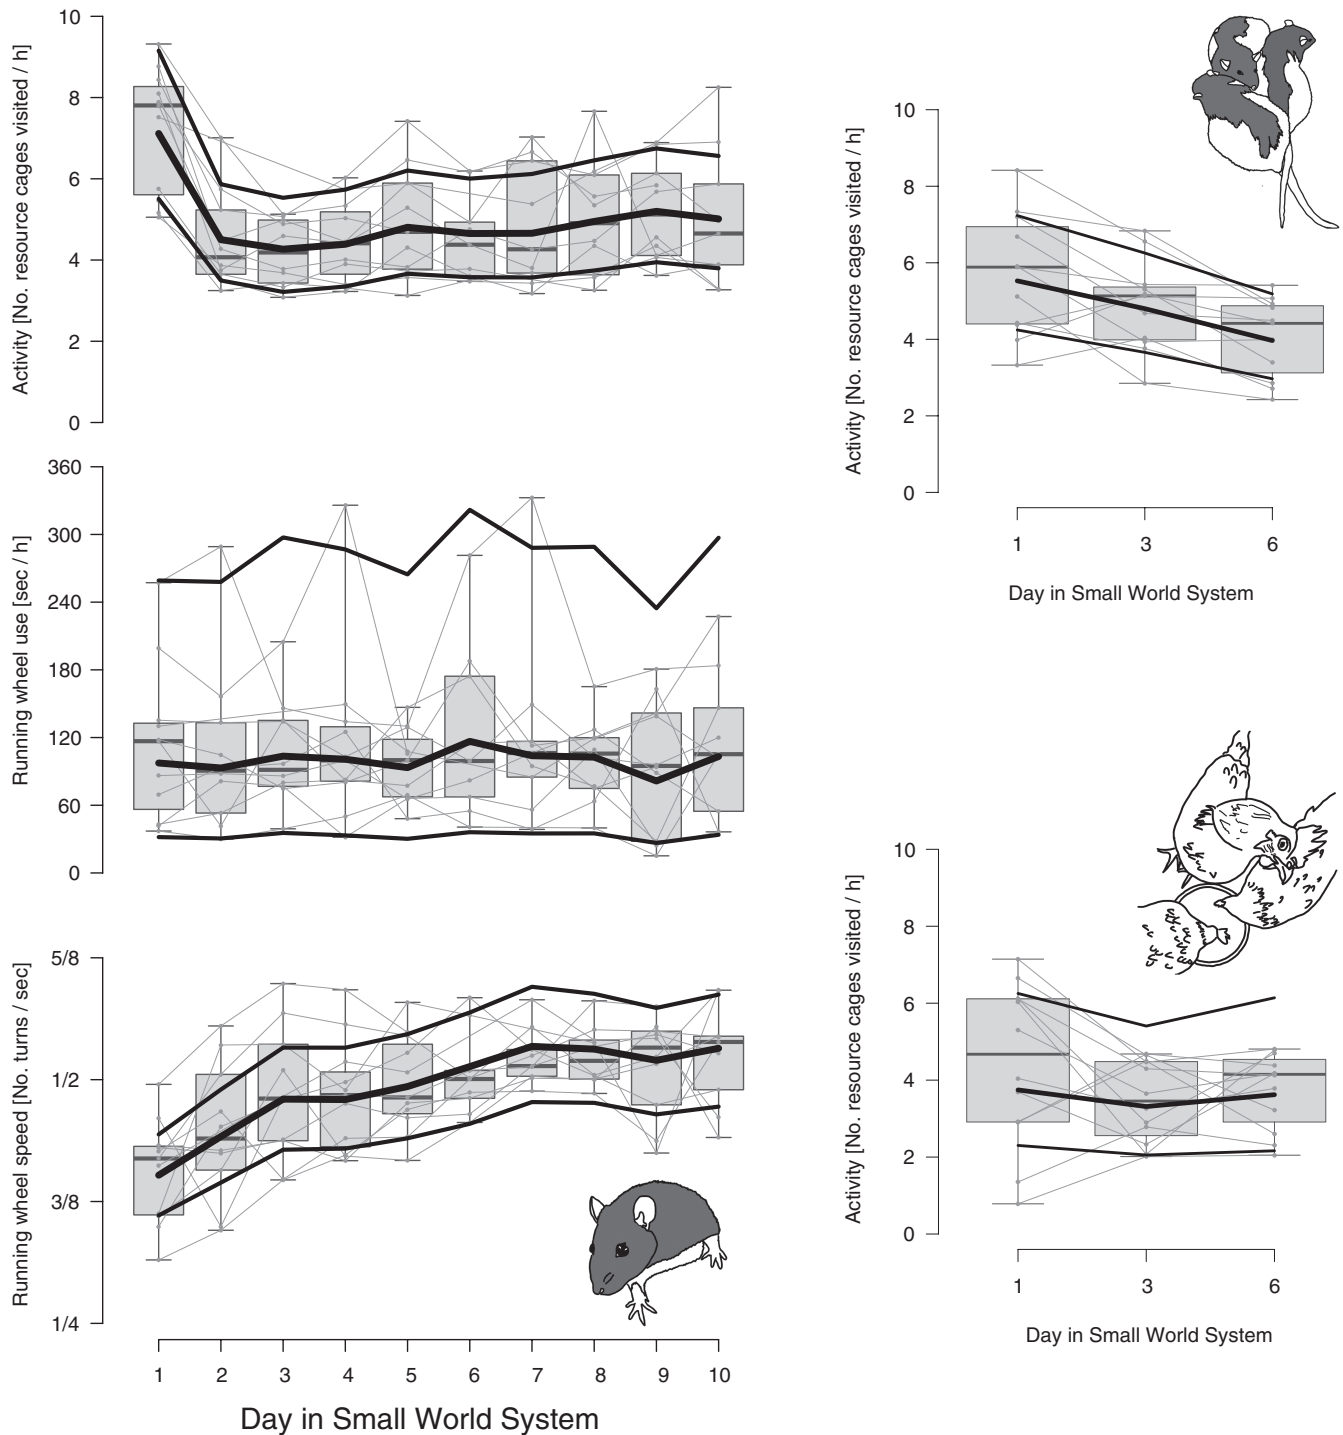 Activity [No. resource cages visited / h]
10
8
6
4
2
0
Running wheel use [sec / h]
360
300
240
180
120
60
0
Running wheel speed [No. turns / sec]
5/8
1/2
3/8
1/4
1 2 3 4 5 6 7 8 9 10
Day in Small World System
Activity [No. resource cages visited / h]
10
8
6
4
2
0
1 3 6
Day in Small World System
Activity [No. resource cages visited / h]
10
8
6
4
2
0
1 3 6
Day in Small World System